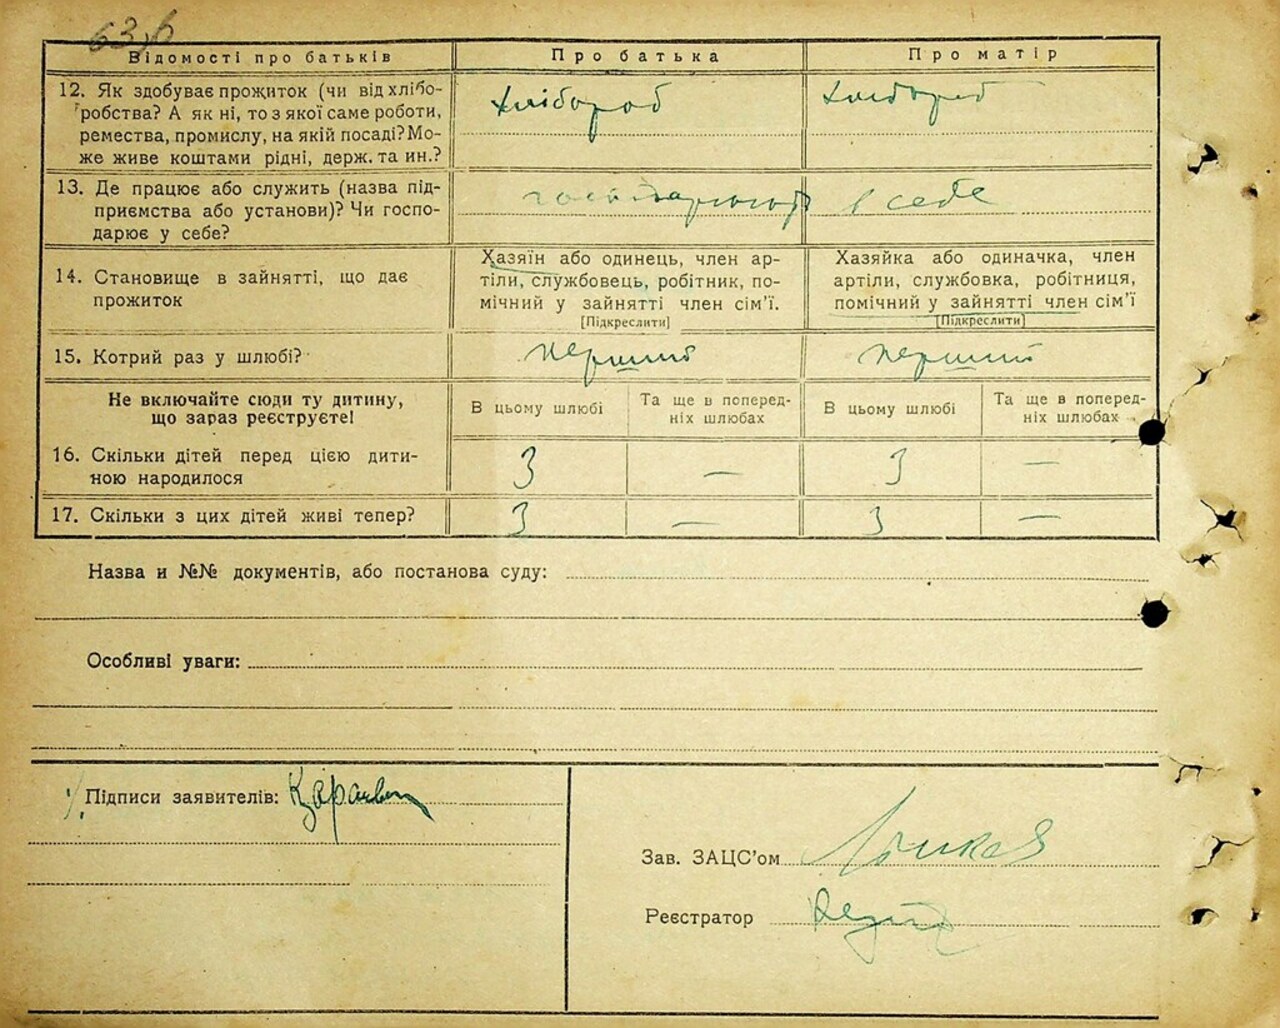 63,6
Відомості про батьків
Про батька
Про матір
12. Як здобуває прожиток (чи від хлібо-
робства? А як ні, то з якої саме роботи,
ремества, промислу, на якій посаді? Мо-
же живе коштами рідні, держ. та ин.?
хлібороб
хлібороб
13. Де працює або служить (назва під-
приємства або установи)? Чи госпо-
дарює у себе?
в себе
14. Становище в зайнятті, що дає
прожиток
Хазяїн або одинець, член ар-
тіли, службовець, робітник, по-
мічний у зайнятті член сім'ї.
[Підкреслити]
Хазяйка або одиначка, член
артіли, службовка, робітниця,
помічний у зайнятті член сім'ї
[Підкреслити]
15. Котрий раз у шлюбі?
перший
перший
Не включайте сюди ту дитину,
що зараз реєструєте!
В цьому шлюбі
Та ще в поперед-
ніх шлюбах
В цьому шлюбі
Та ще в поперед-
ніх шлюбах
16. Скільки дітей перед цією дити-
ною народилося
3 — 3 —
17. Скільки з цих дітей живі тепер?
3 — 3 —
Назва и №№ документів, або постанова суду:
Особливі уваги:
Підписи заявителів:
Зав. ЗАЦС'ом
Реєстратор